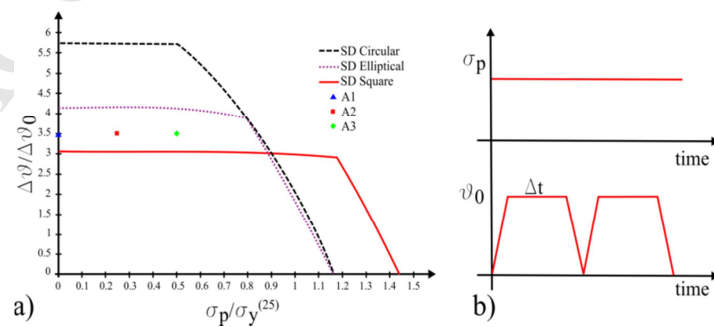 6
5.5
5
4.5
4
3.5
3
2.5
2
1.5
1
0.5
0
Δϑ/Δϑ0
0 0.1 0.2 0.3 0.4 0.5 0.6 0.7 0.8 0.9 1.0 1.1 1.2 1.3 1.4 1.5
σp/σy(25)
SD Circular
SD Elliptical
SD Square
A1
A2
A3
a)
σp
time
ϑ0
Δt
time
b)